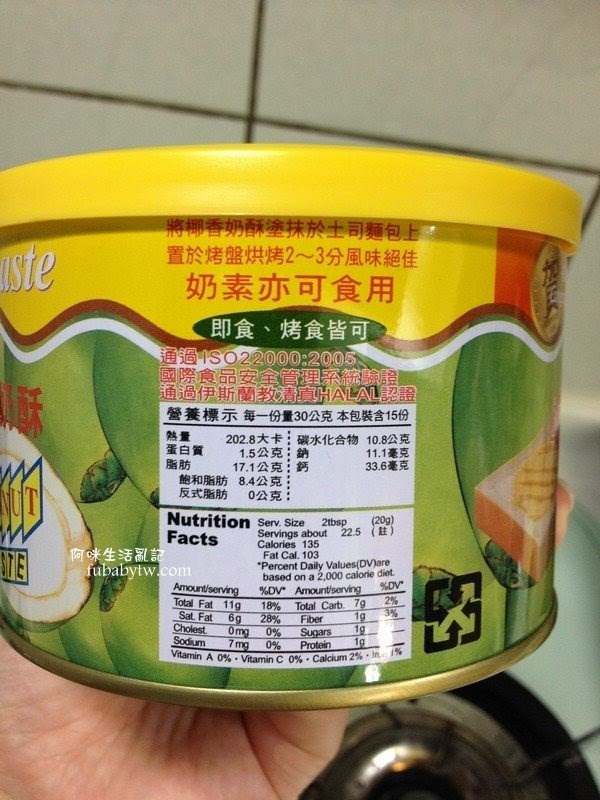 aste
將椰香奶酥塗抹於土司麵包上
置於烤盤烘烤2～3分風味絕佳
奶素亦可食用
即食、烤食皆可
通過 ISO22000:2005
國際食品安全管理系統驗證
通過伊斯蘭教清真HALAL認證
酥
營養標示 每一份量30公克 本包裝含15份
熱量 202.8大卡 碳水化合物 10.8公克
蛋白質 1.5公克 鈉 11.1毫克
脂肪 17.1公克 鈣 33.6毫克
飽和脂肪 8.4公克
反式脂肪 0公克
NUT
Nutrition Facts
Serv. Size 2tbsp (20g)
Servings about 22.5 (註)
Calories 135
Fat Cal. 103
*Percent Daily Values(DV)are
based on a 2,000 calorie diet.
Amount/serving %DV* Amount/serving %DV*
Total Fat 11g 18% Total Carb. 7g 2%
Sat. Fat 6g 28% Fiber 1g 3%
Cholest. 0mg 0% Sugars 1g
Sodium 7mg 0% Protein 1g
Vitamin A 0% · Vitamin C 0% · Calcium 2% · Iron 1%
阿咪生活亂記
fubabytw.com